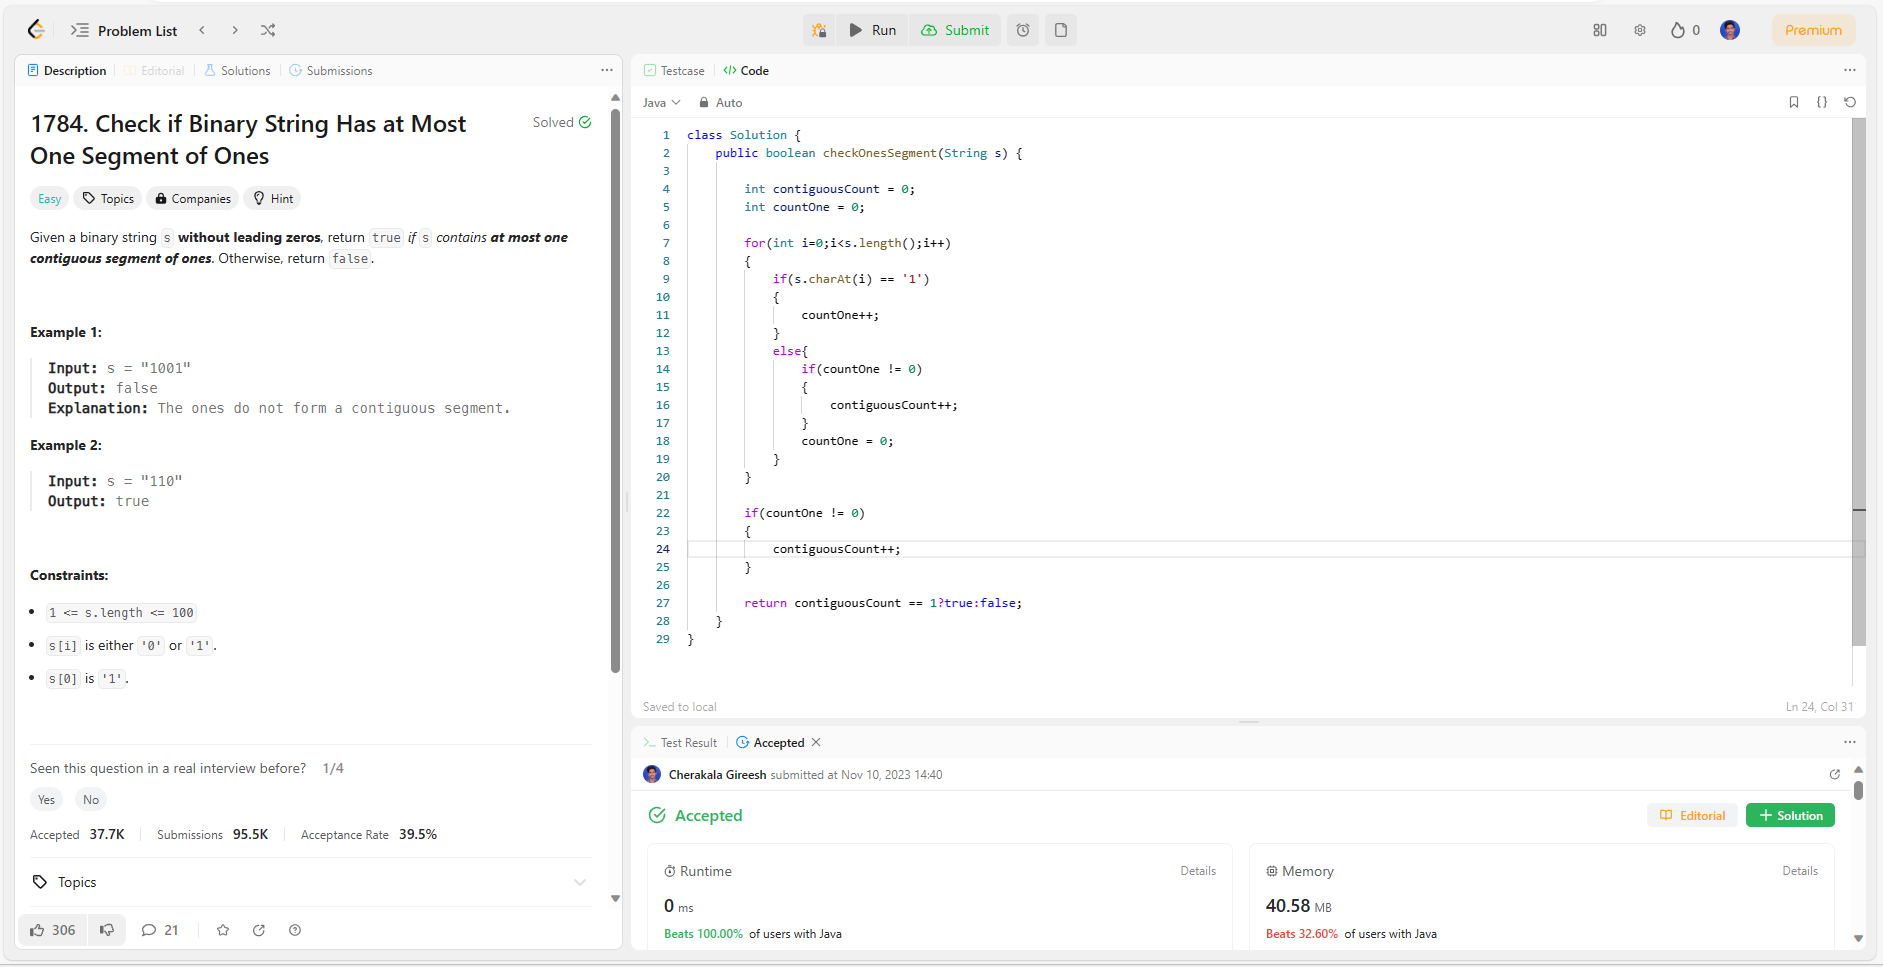 Problem List
Run
Submit
0
Premium
Description
Editorial
Solutions
Submissions
1784. Check if Binary String Has at Most
One Segment of Ones
Solved
Easy
Topics
Companies
Hint
Given a binary string s without leading zeros, return true if s contains at most one
contiguous segment of ones. Otherwise, return false.
Example 1:
Input: s = "1001"
Output: false
Explanation: The ones do not form a contiguous segment.
Example 2:
Input: s = "110"
Output: true
Constraints:
• 1 <= s.length <= 100
• s[i] is either '0' or '1'.
• s[0] is '1'.
Seen this question in a real interview before? 1/4
Yes No
Accepted 37.7K Submissions 95.5K Acceptance Rate 39.5%
Topics
306
21
Testcase
</> Code
Java
Auto
1 class Solution {
2     public boolean checkOnesSegment(String s) {
3
4         int contiguousCount = 0;
5         int countOne = 0;
6
7         for(int i=0;i<s.length();i++)
8         {
9             if(s.charAt(i) == '1')
10             {
11                 countOne++;
12             }
13             else{
14                 if(countOne != 0)
15                 {
16                     contiguousCount++;
17                 }
18                 countOne = 0;
19             }
20         }
21
22         if(countOne != 0)
23         {
24             contiguousCount++;
25         }
26
27         return contiguousCount == 1?true:false;
28     }
29 }
Saved to local
Ln 24, Col 31
Test Result
Accepted
Cherakala Gireesh submitted at Nov 10, 2023 14:40
Accepted
Editorial
Solution
Runtime
Details
0 ms
Beats 100.00% of users with Java
Memory
Details
40.58 MB
Beats 32.60% of users with Java